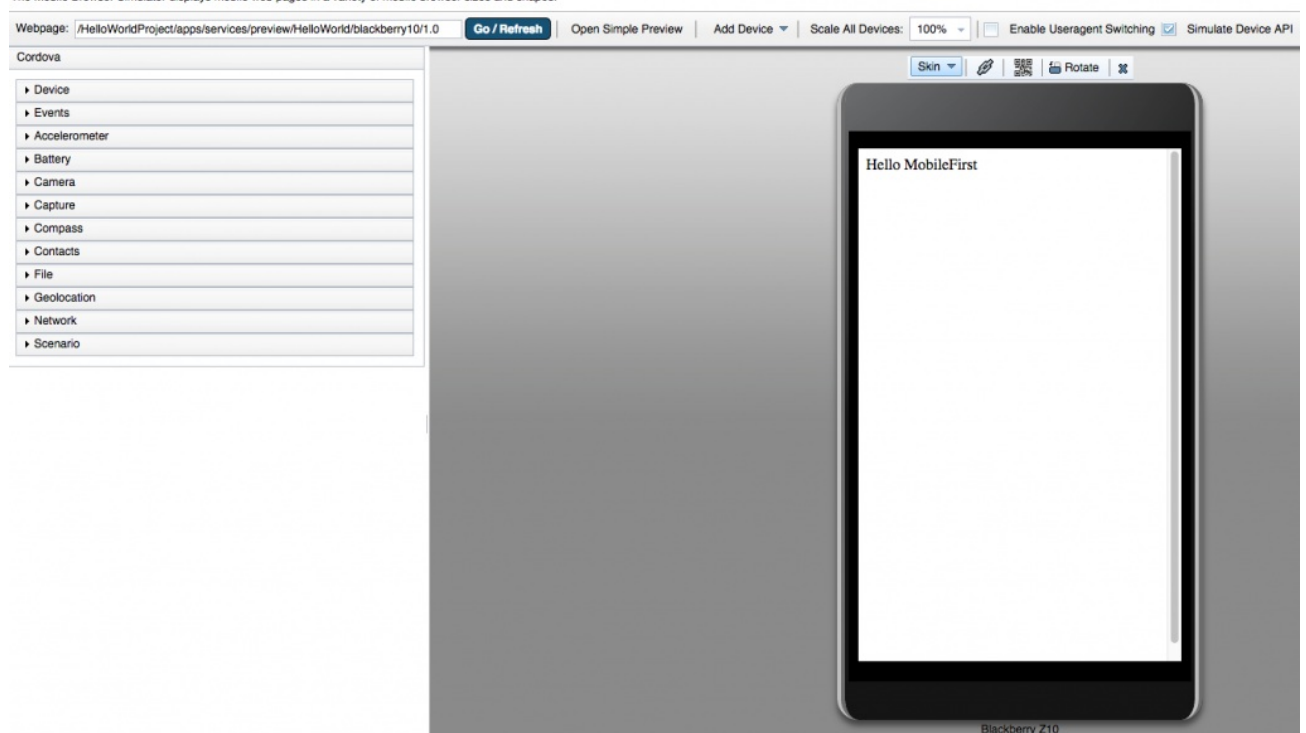 Webpage: /HelloWorldProject/apps/services/preview/HelloWorld/blackberry10/1.0 Go / Refresh Open Simple Preview Add Device Scale All Devices: 100% Enable Useragent Switching Simulate Device API
Cordova
Skin Rotate
Device
Events
Accelerometer
Battery
Camera
Capture
Compass
Contacts
File
Geolocation
Network
Scenario
Hello MobileFirst
Blackberry Z10